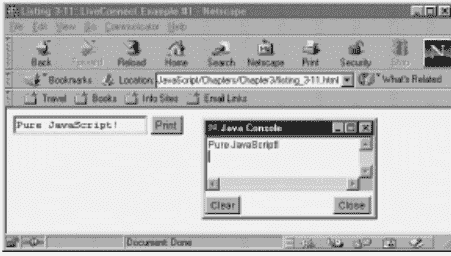 Listing 3-11: LiveConnect Example #1 - Netscape
File Edit View Go Communicator Help
Back Forward Reload Home Search Netscape Print Security Stop
Bookmarks Location: JavaScript/Chapters/Chapter3/listing_3-11.html What's Related
Travel Books Info Sites Email Links
Pure JavaScript! Print
Java Console
Pure JavaScript!
Clear Close
Document: Done